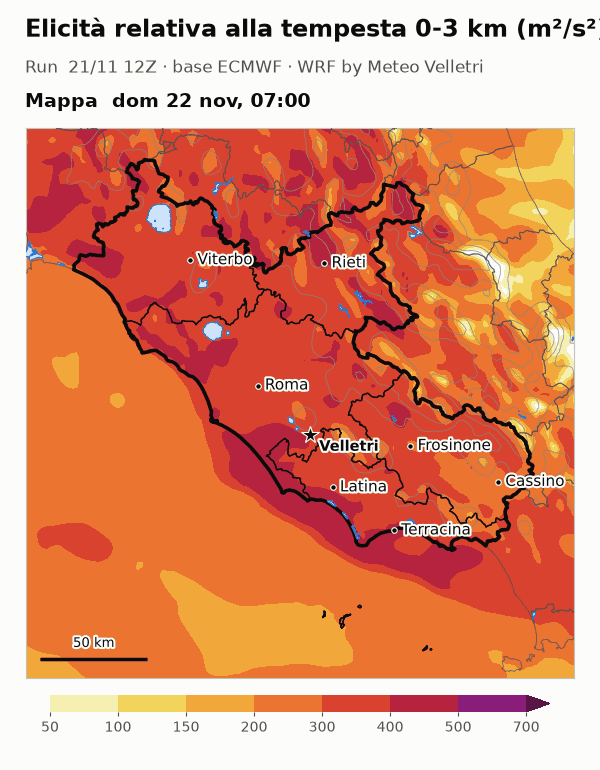 Elicità relativa alla tempesta 0-3 km (m²/s²)
Run 21/11 12Z · base ECMWF · WRF by Meteo Velletri
Mappa dom 22 nov, 07:00
Viterbo
Rieti
Roma
Velletri
Frosinone
Cassino
Latina
Terracina
50 km
50 100 150 200 300 400 500 700